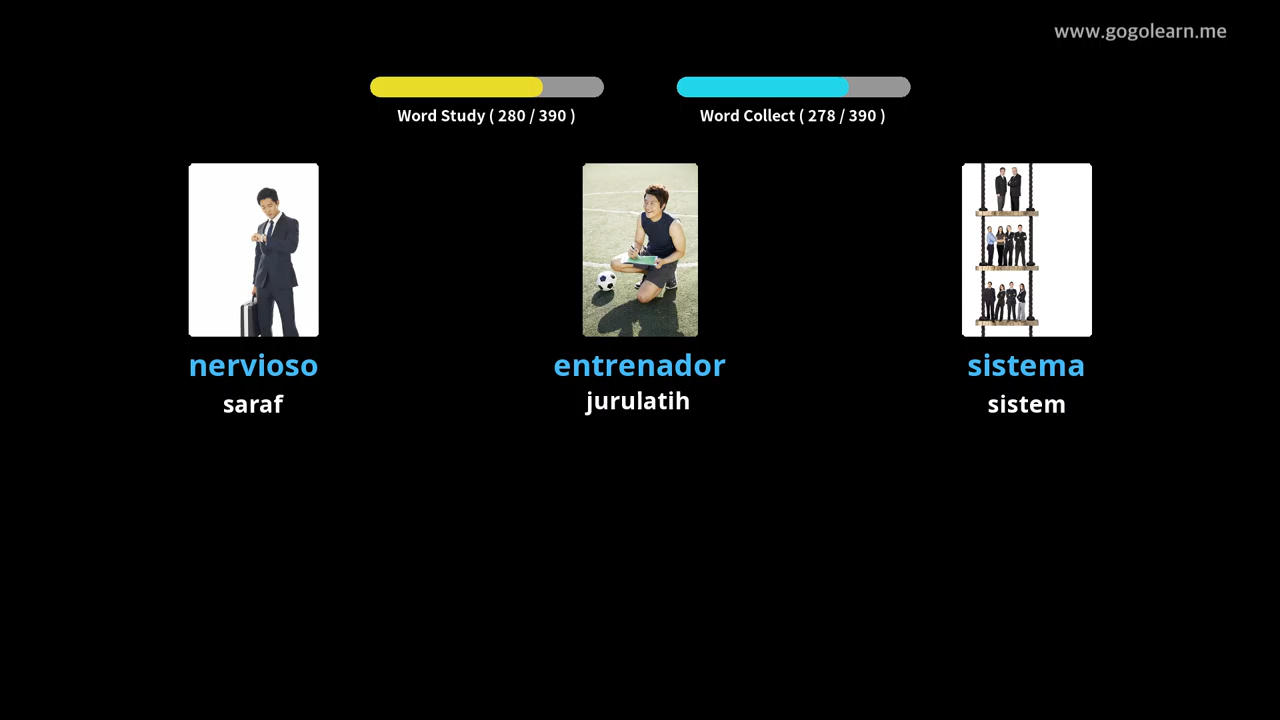 www.gogolearn.me
Word Study ( 280 / 390 )
Word Collect ( 278 / 390 )
nervioso
saraf
entrenador
jurulatih
sistema
sistem